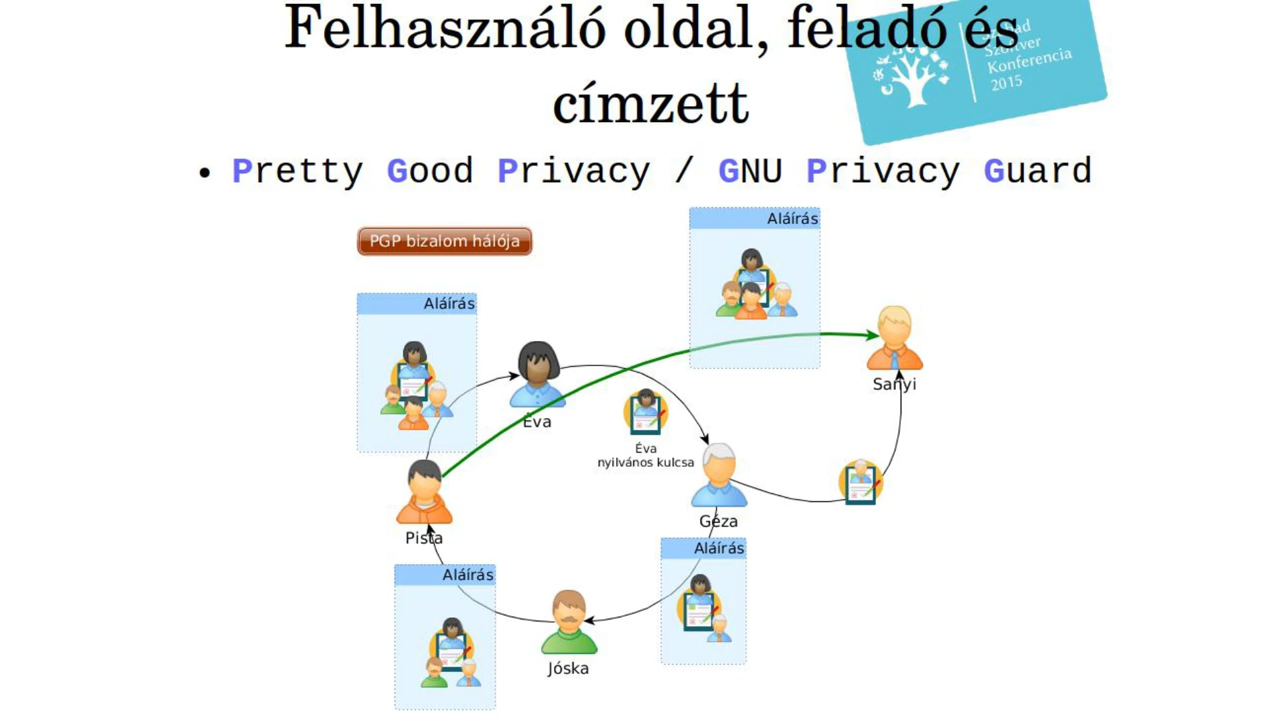 Felhasználó oldal, feladó és
címzett
Szabad
Szoftver
Konferencia
2015
• Pretty Good Privacy / GNU Privacy Guard
PGP bizalom hálója
Aláírás
Aláírás
Sanyi
Éva
Éva
nyilvános kulcsa
Géza
Pista
Aláírás
Aláírás
Jóska